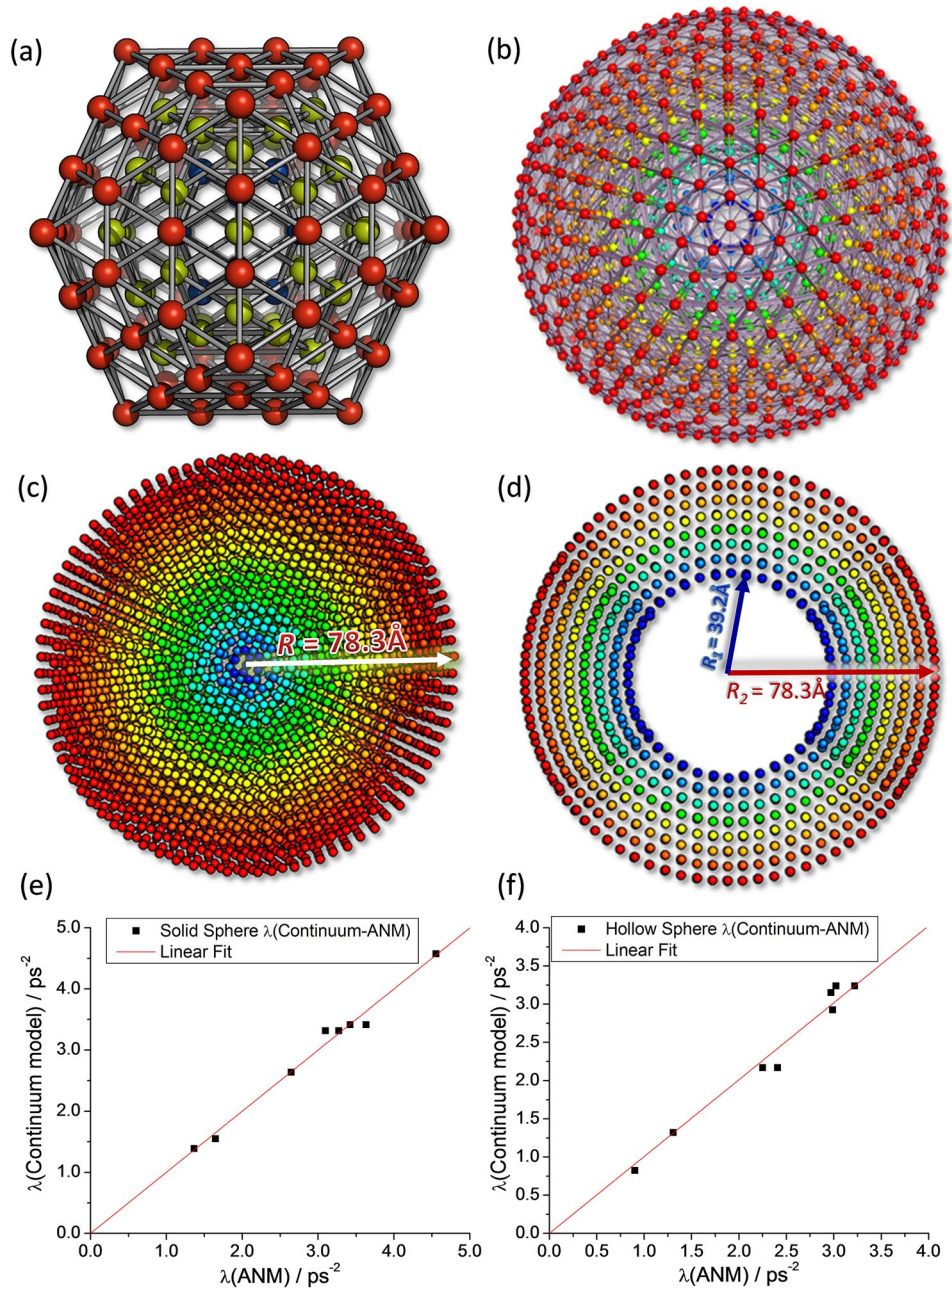 (a)
(b)
(c)
R = 78.3Å
(d)
R1 = 39.2Å
R2 = 78.3Å
(e)
Solid Sphere λ(Continuum-ANM)
Linear Fit
5.0
4.0
3.0
2.0
1.0
0.0
λ(Continuum model) / ps-2
0.0 1.0 2.0 3.0 4.0 5.0
λ(ANM) / ps-2
(f)
Hollow Sphere λ(Continuum-ANM)
Linear Fit
4.0
3.5
3.0
2.5
2.0
1.5
1.0
0.5
0.0
λ(Continuum model) / ps-2
0.0 0.5 1.0 1.5 2.0 2.5 3.0 3.5 4.0
λ(ANM) / ps-2